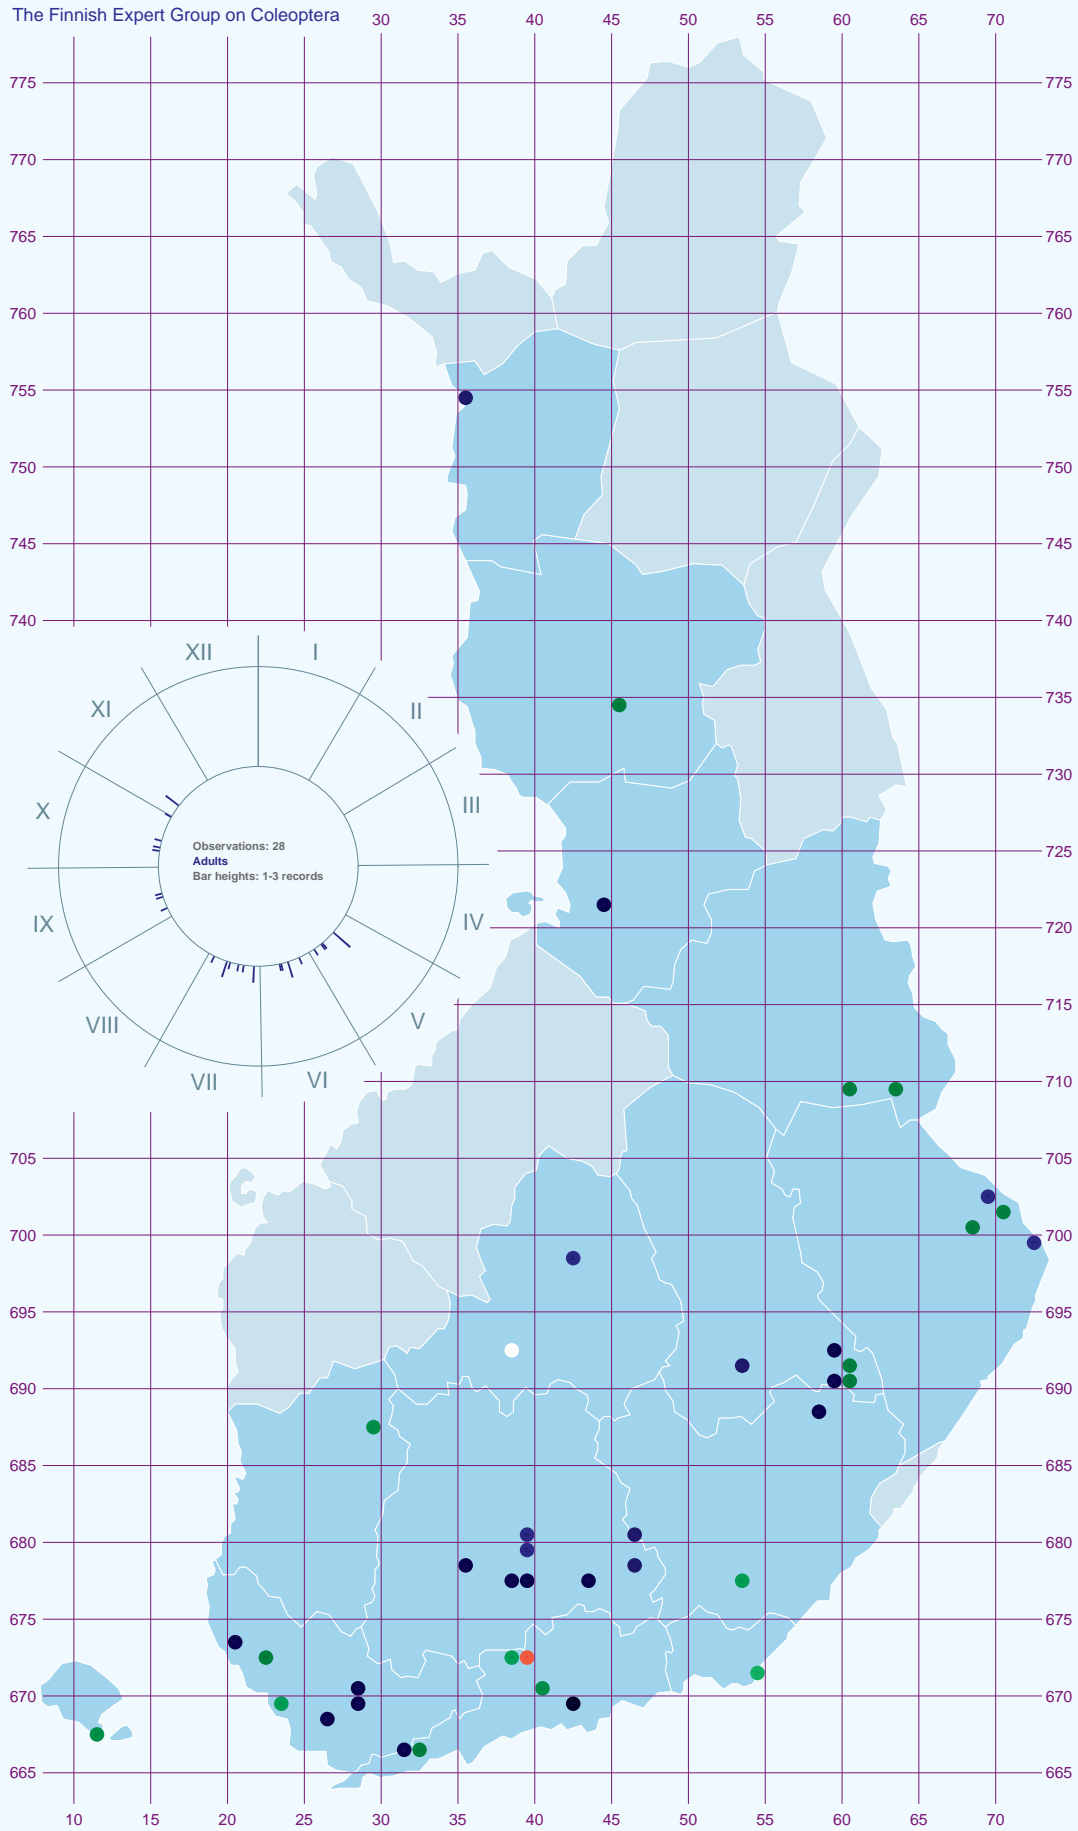 The Finnish Expert Group on Coleoptera
30 35 40 45 50 55 60 65 70
775 775
770 770
765 765
760 760
755 755
750 750
745 745
740 740
735
730
725
720
715
710
705 705
700 700
695 695
690 690
685 685
680 680
675 675
670 670
665 665
10 15 20 25 30 35 40 45 50 55 60 65 70
XII I
XI II
X III
IX IV
VIII V
VII VI
Observations: 28
Adults
Bar heights: 1-3 records